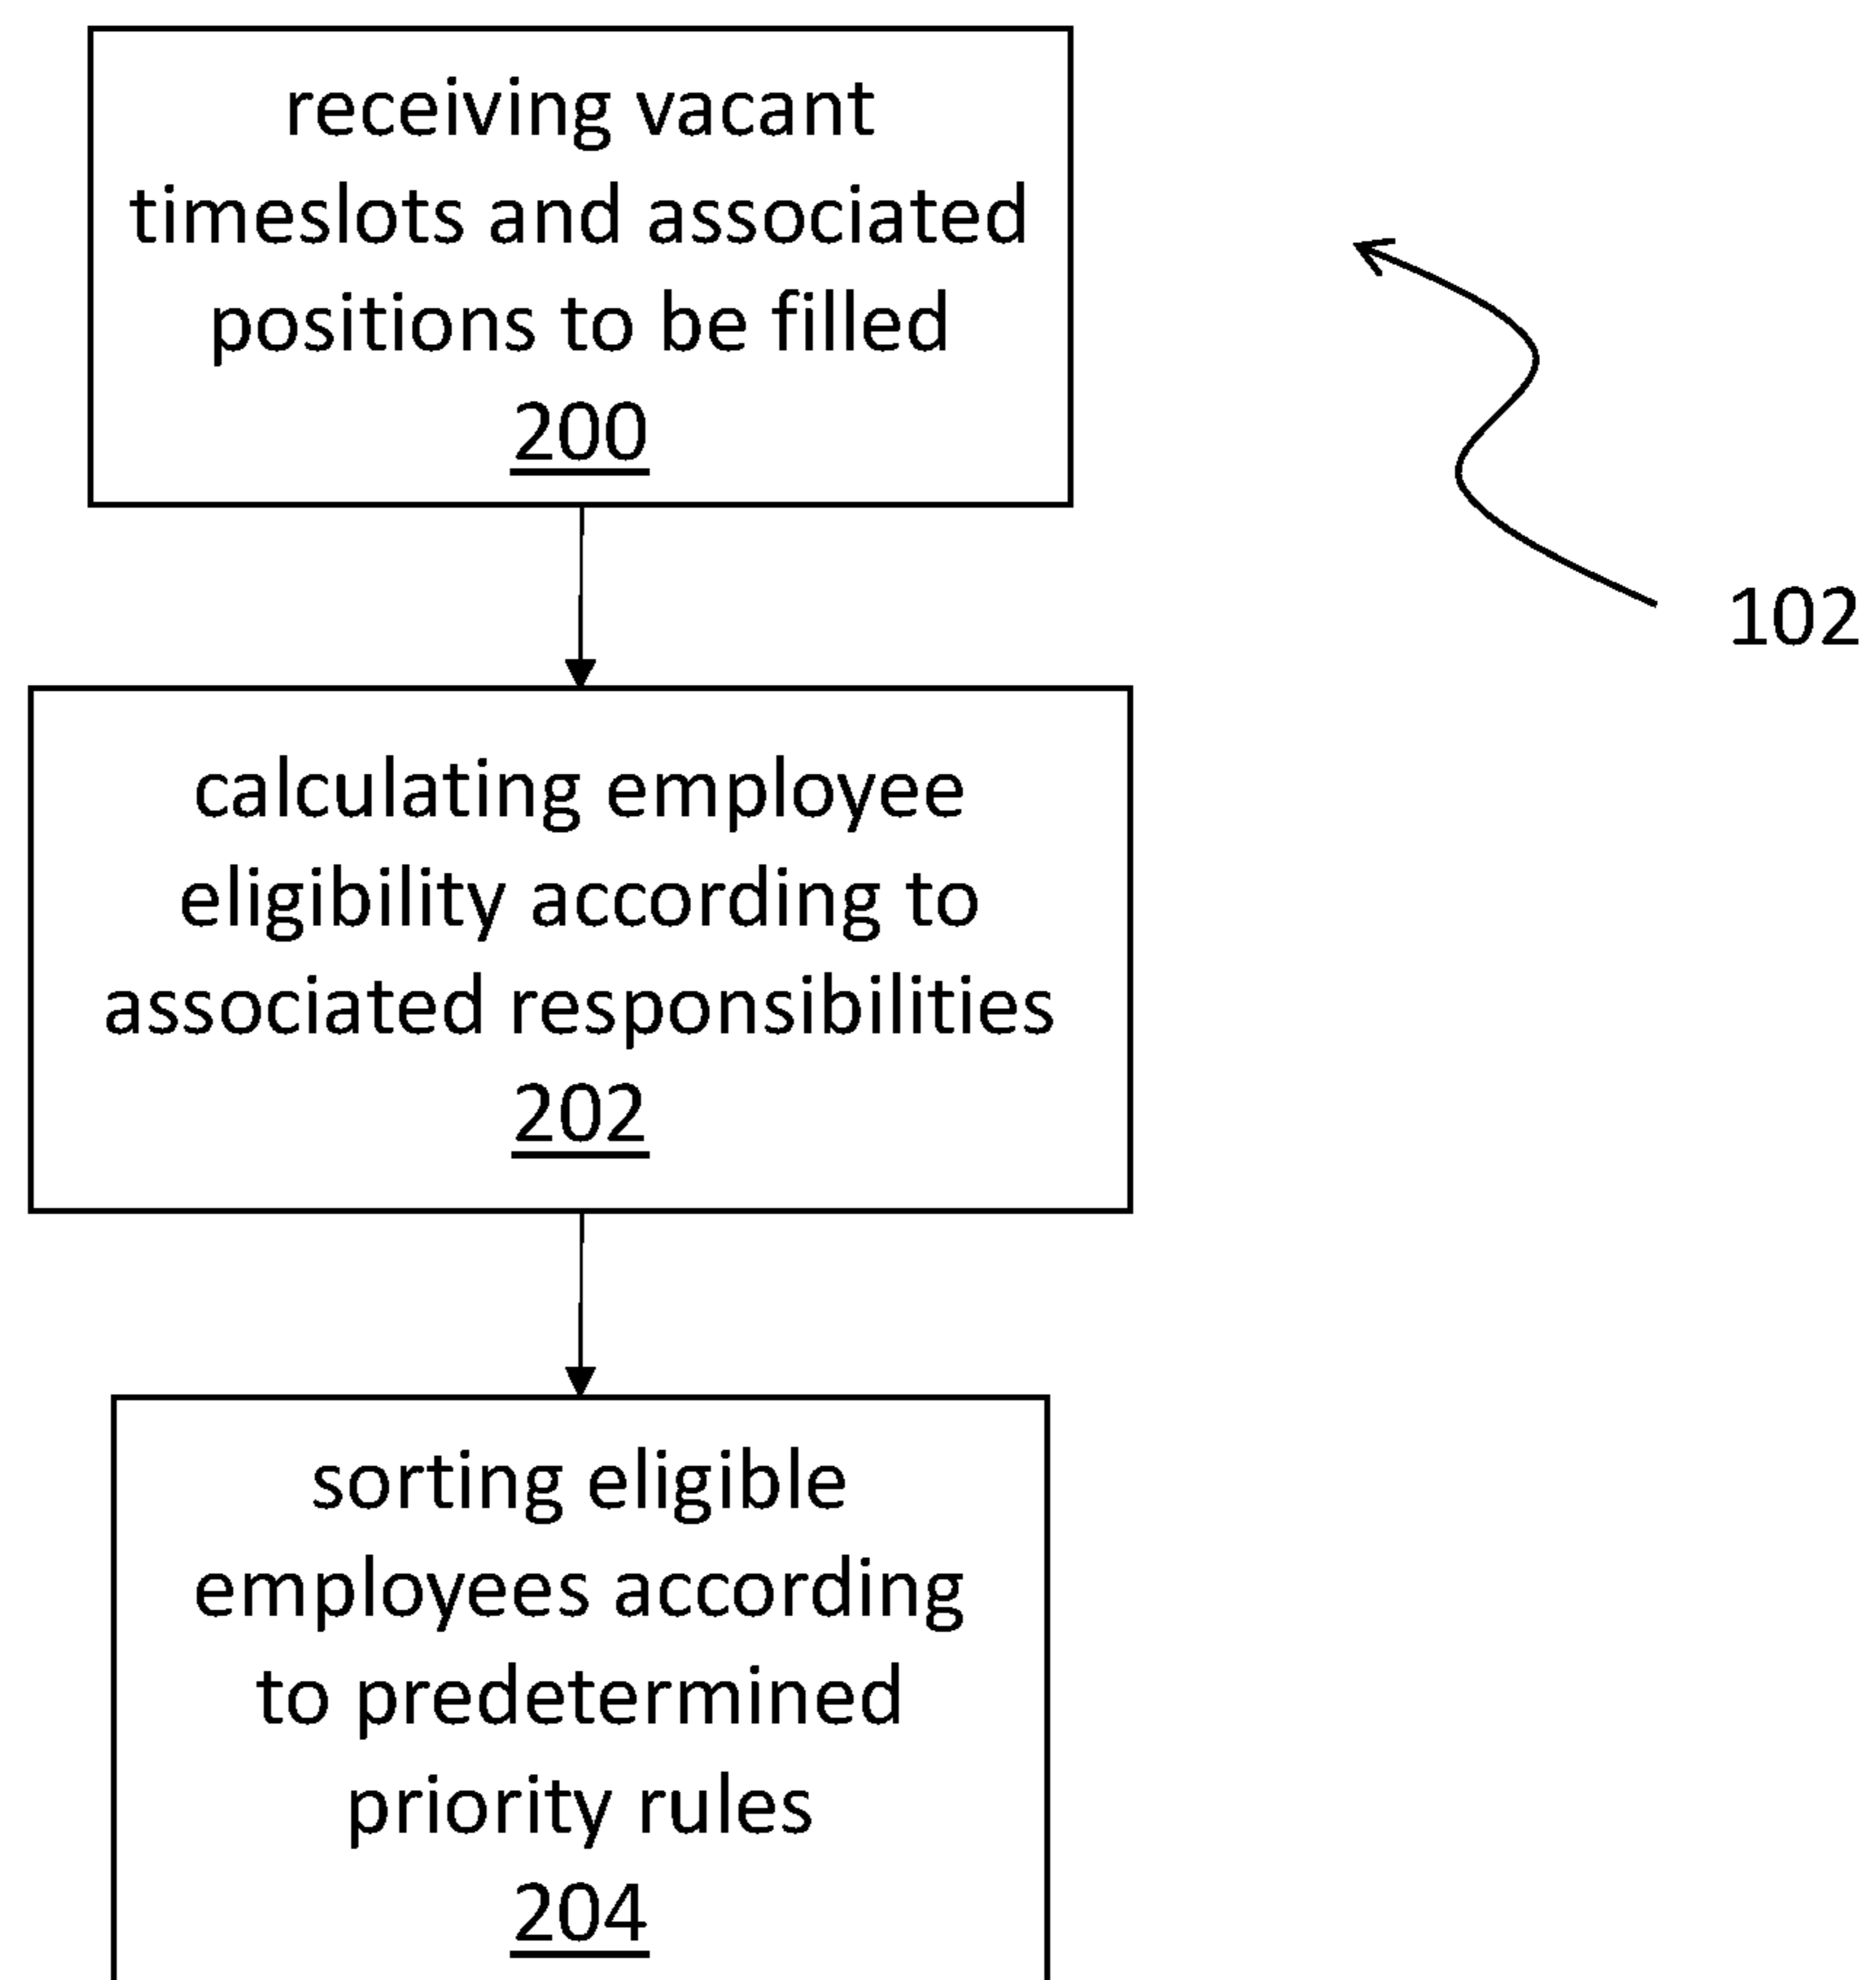 receiving vacant
timeslots and associated
positions to be filled
200
102
calculating employee
eligibility according to
associated responsibilities
202
sorting eligible
employees according
to predetermined
priority rules
204